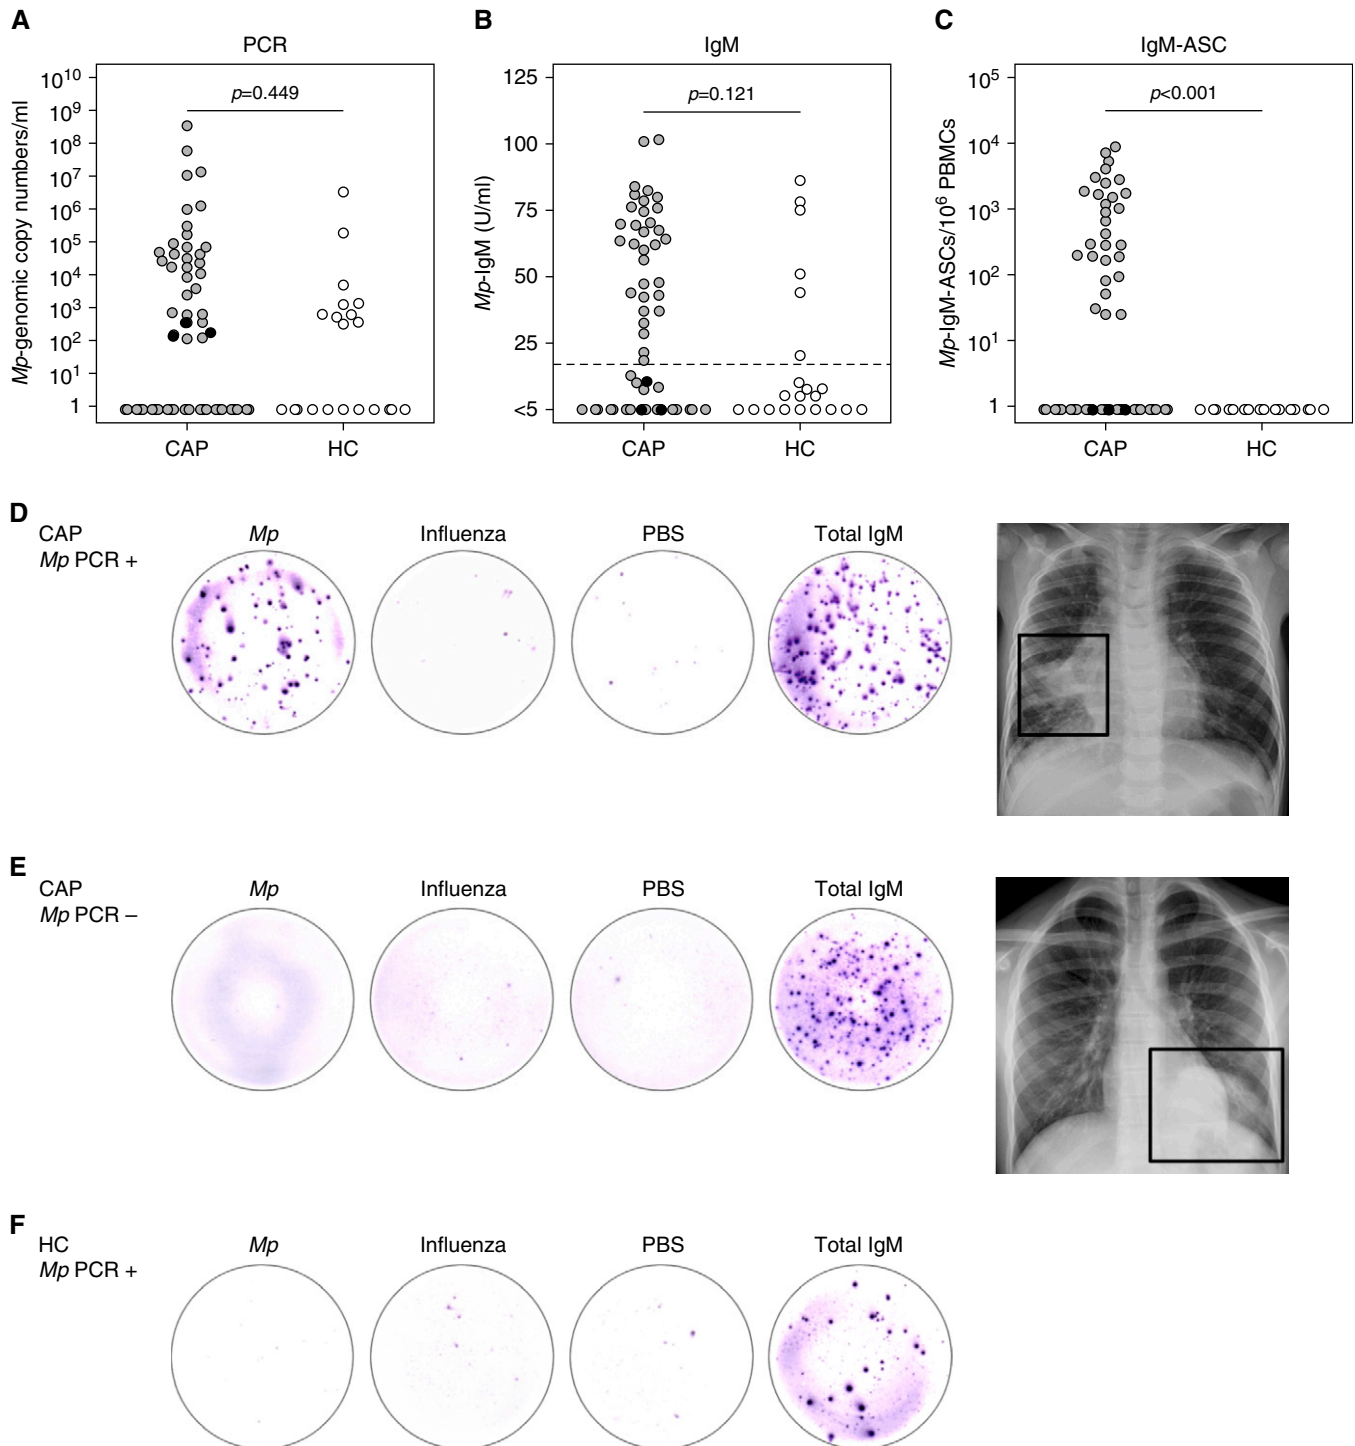 A
PCR
Mp-genomic copy numbers/ml
10¹⁰
10⁹
10⁸
10⁷
10⁶
10⁵
10⁴
10³
10²
10¹
1
p=0.449
CAP
HC
B
IgM
Mp-IgM (U/ml)
125
100
75
50
25
<5
p=0.121
CAP
HC
C
IgM-ASC
Mp-IgM-ASCs/10⁶ PBMCs
10⁵
10⁴
10³
10²
10¹
1
p<0.001
CAP
HC
D
CAP
Mp PCR +
Mp
Influenza
PBS
Total IgM
E
CAP
Mp PCR –
Mp
Influenza
PBS
Total IgM
F
HC
Mp PCR +
Mp
Influenza
PBS
Total IgM